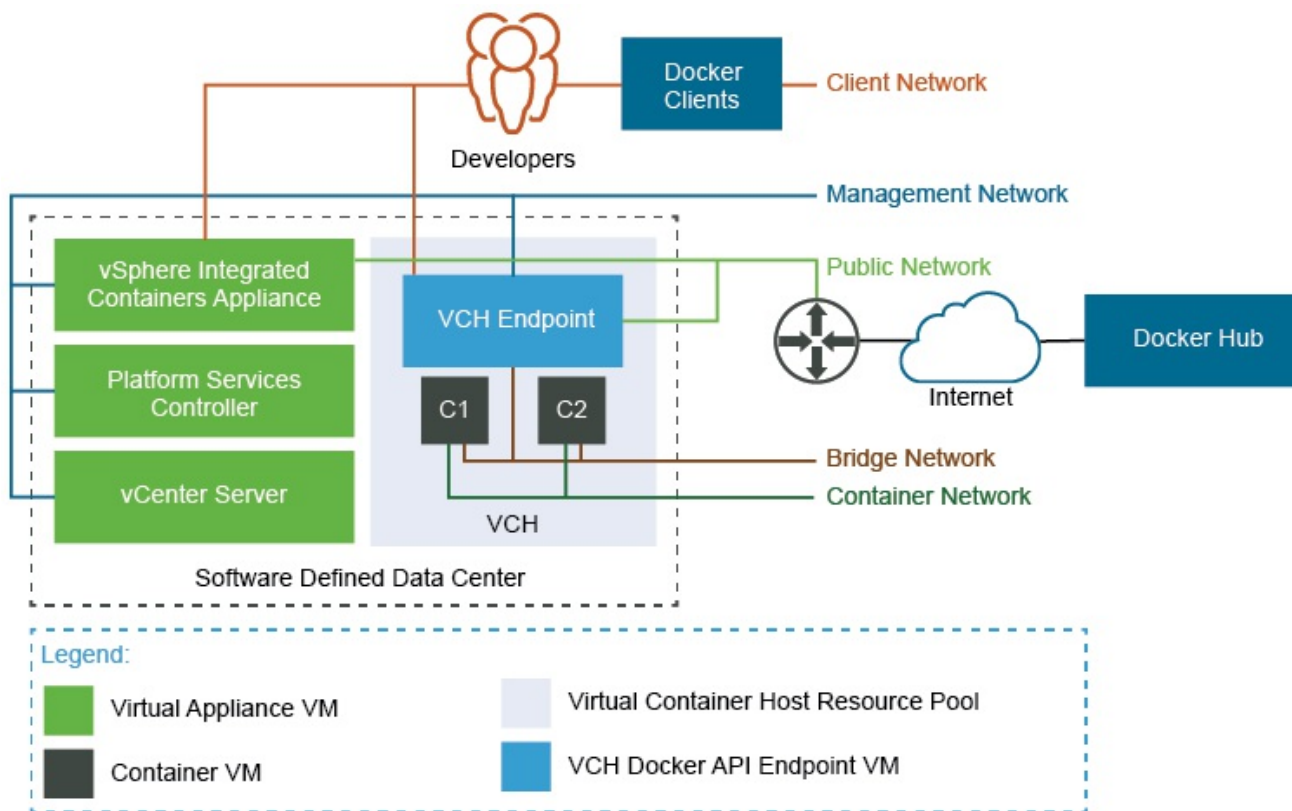 Docker
Clients
Client Network
Developers
Management Network
vSphere Integrated
Containers Appliance
VCH Endpoint
Public Network
Docker Hub
Platform Services
Controller
C1
C2
Internet
vCenter Server
Bridge Network
Container Network
VCH
Software Defined Data Center
Legend:
Virtual Appliance VM
Virtual Container Host Resource Pool
Container VM
VCH Docker API Endpoint VM